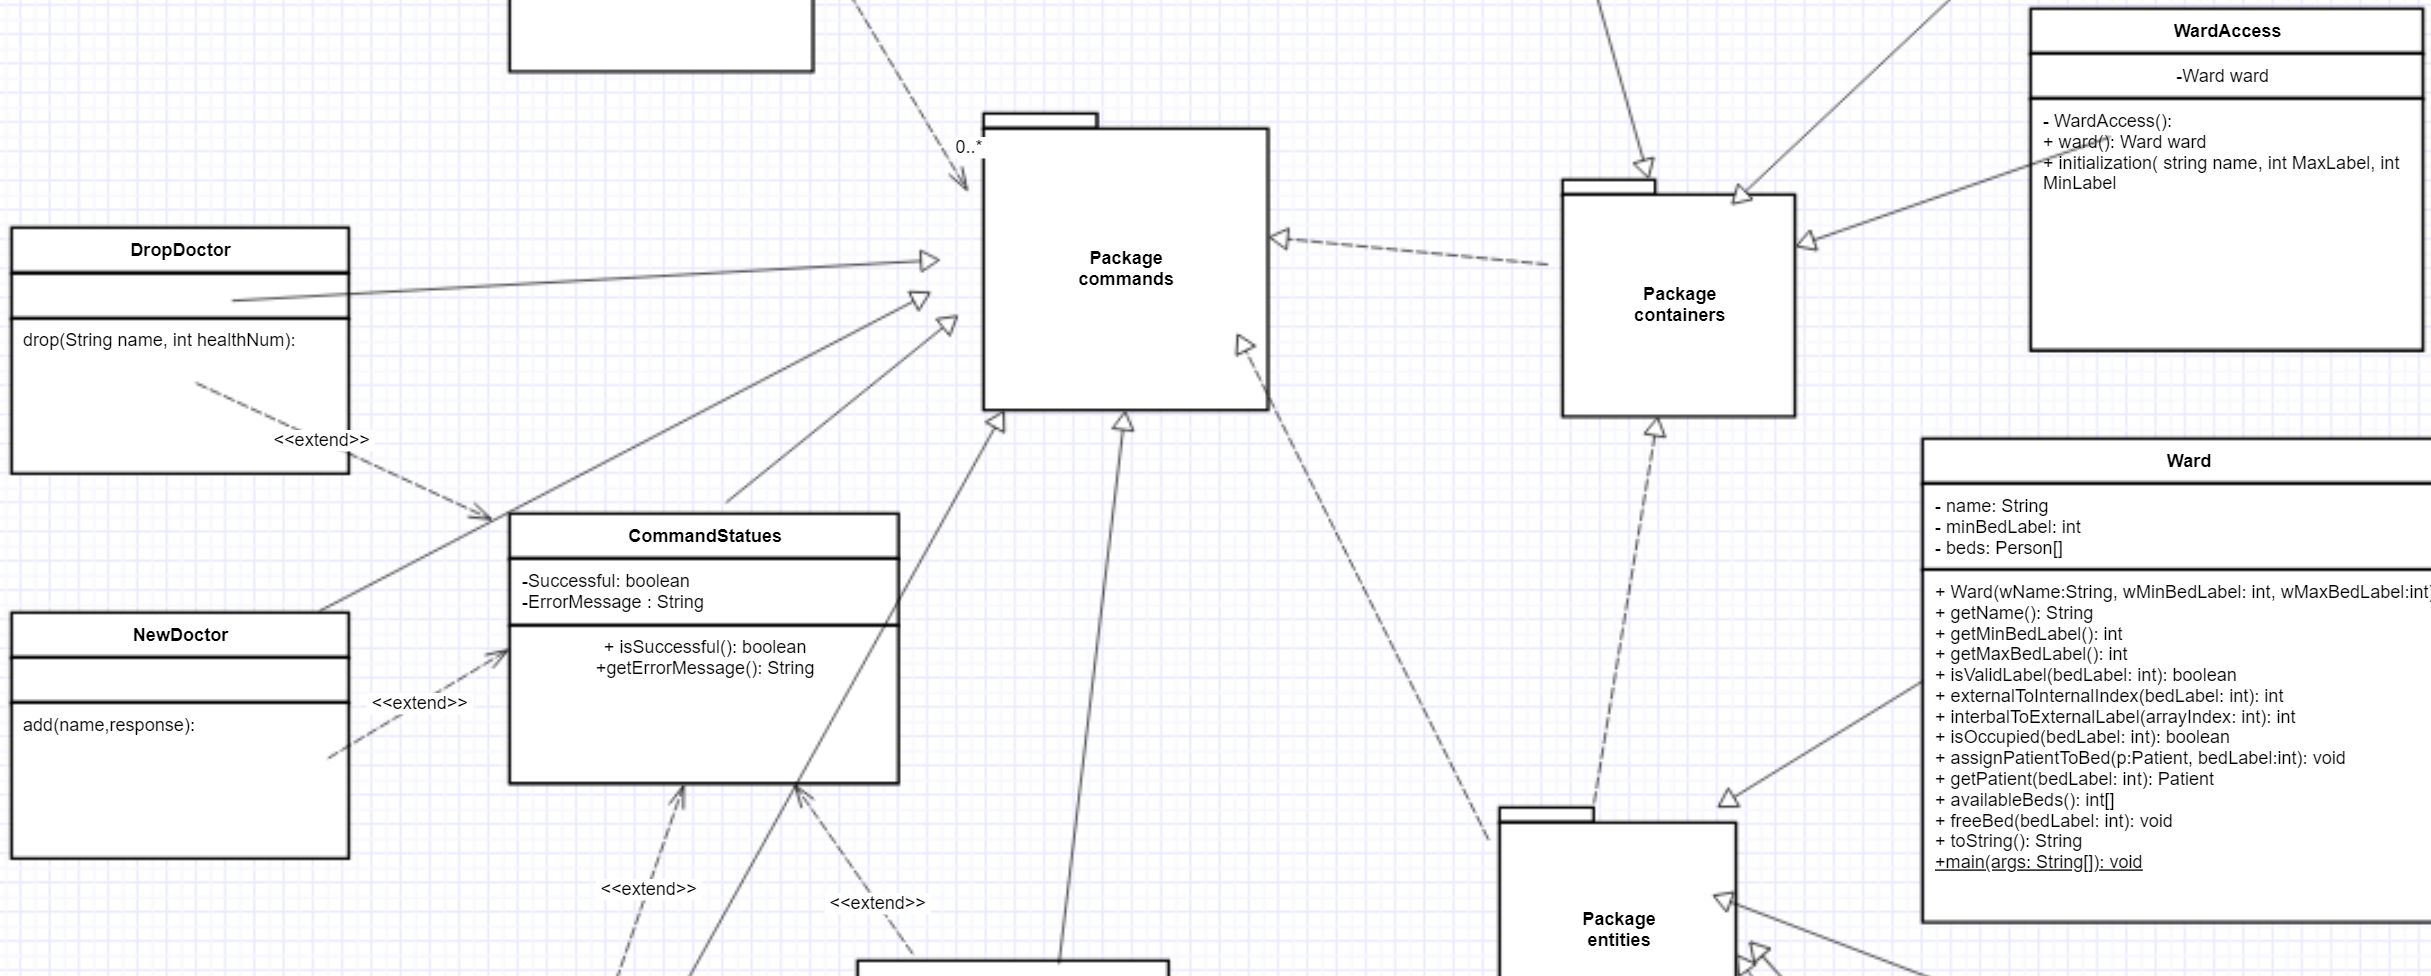 WardAccess
-Ward ward
- WardAccess():
+ ward(): Ward ward
+ initialization( string name, int MaxLabel, int
MinLabel
0..*
Package
commands
Package
containers
DropDoctor
drop(String name, int healthNum):
<<extend>>
CommandStatues
-Successful: boolean
-ErrorMessage : String
+ isSuccessful(): boolean
+getErrorMessage(): String
NewDoctor
add(name,response):
<<extend>>
<<extend>>
<<extend>>
Ward
- name: String
- minBedLabel: int
- beds: Person[]
+ Ward(wName:String, wMinBedLabel: int, wMaxBedLabel:int)
+ getName(): String
+ getMinBedLabel(): int
+ getMaxBedLabel(): int
+ isValidLabel(bedLabel: int): boolean
+ externalToInternalIndex(bedLabel: int): int
+ interbalToExternalLabel(arrayIndex: int): int
+ isOccupied(bedLabel: int): boolean
+ assignPatientToBed(p:Patient, bedLabel:int): void
+ getPatient(bedLabel: int): Patient
+ availableBeds(): int[]
+ freeBed(bedLabel: int): void
+ toString(): String
+main(args: String[]): void
Package
entities